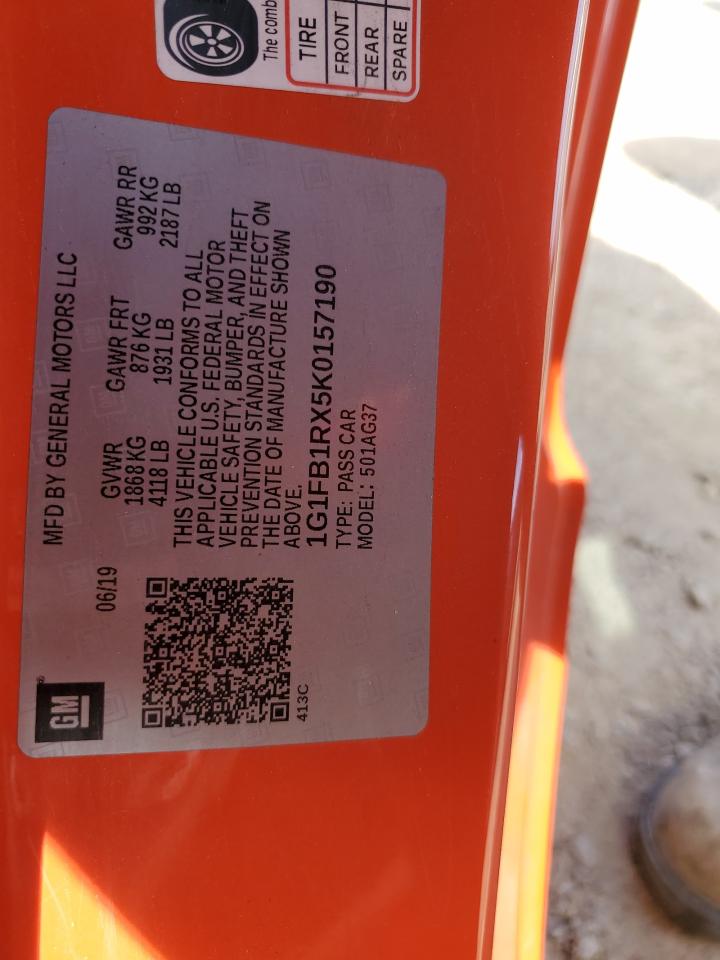 The comb
TIRE
FRONT
REAR
SPARE
MFD BY GENERAL MOTORS LLC
06/19
GVWR GAWR FRT GAWR RR
1868 KG 876 KG 992 KG
4118 LB 1931 LB 2187 LB
THIS VEHICLE CONFORMS TO ALL
APPLICABLE U.S. FEDERAL MOTOR
VEHICLE SAFETY, BUMPER, AND THEFT
PREVENTION STANDARDS IN EFFECT ON
THE DATE OF MANUFACTURE SHOWN
ABOVE.
1G1FB1RX5K0157190
TYPE: PASS CAR
MODEL: 501AG37
GM
413C